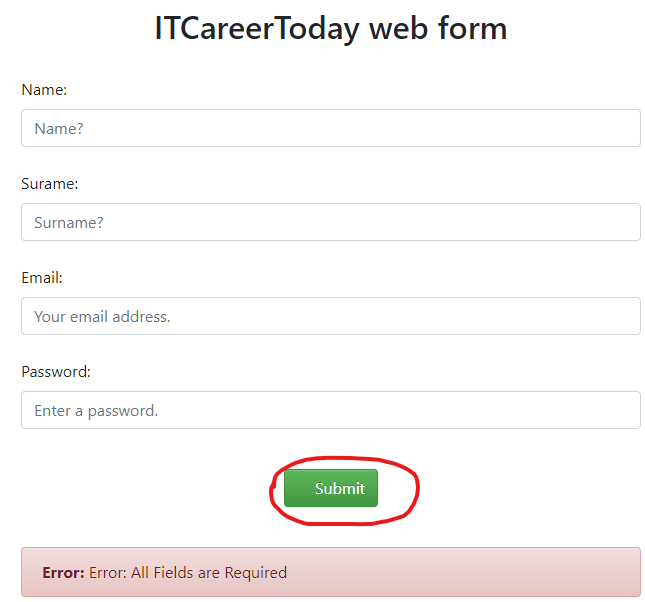 ITCareerToday web form
Name:
Name?
Surame:
Surname?
Email:
Your email address.
Password:
Enter a password.
Submit
Error: Error: All Fields are Required